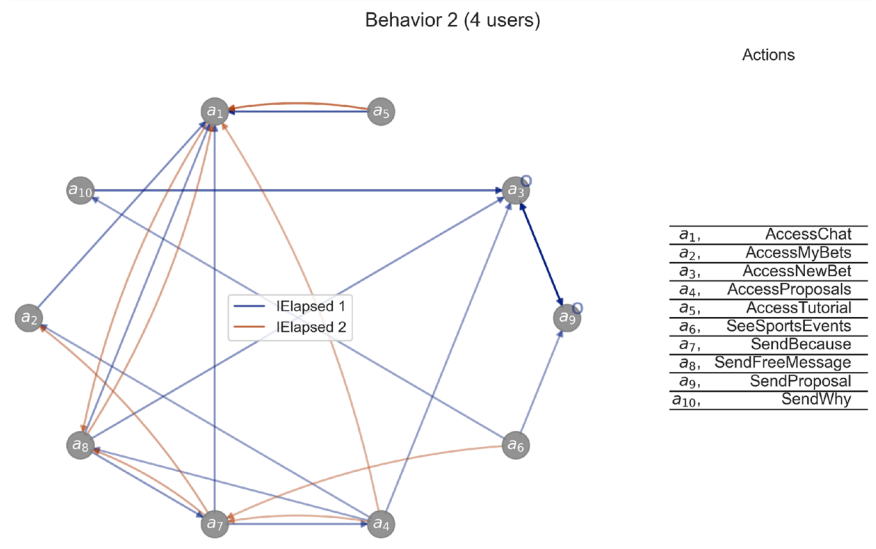 Behavior 2 (4 users)
Actions
a1
a5
a10
a3
a2
a9
IElapsed 1
IElapsed 2
a8
a6
a7
a4
a1, AccessChat
a2, AccessMyBets
a3, AccessNewBet
a4, AccessProposals
a5, AccessTutorial
a6, SeeSportsEvents
a7, SendBecause
a8, SendFreeMessage
a9, SendProposal
a10, SendWhy